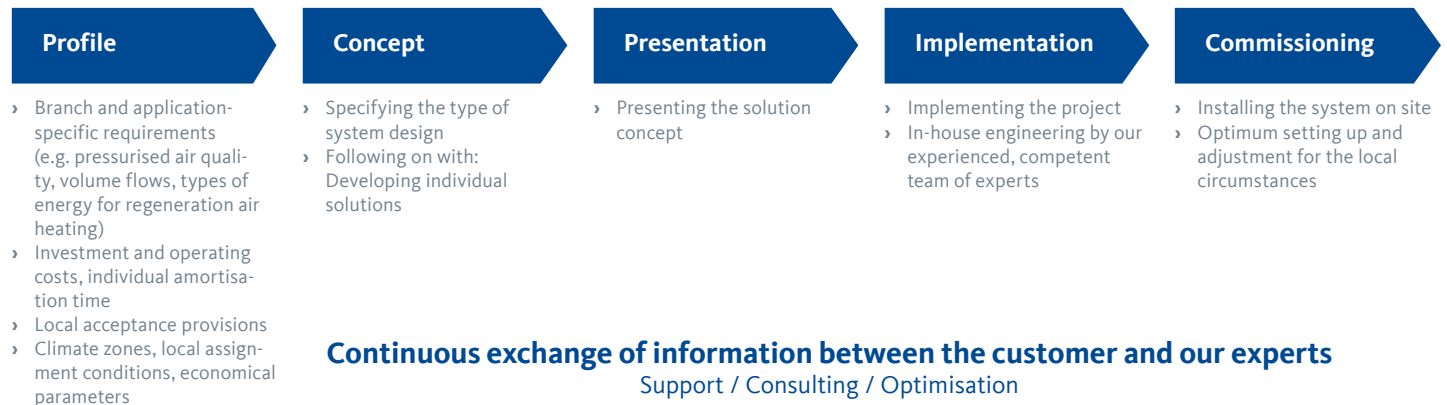 Profile
› Branch and application-
specific requirements
(e.g. pressurised air quali-
ty, volume flows, types of
energy for regeneration air
heating)
› Investment and operating
costs, individual amortisa-
tion time
› Local acceptance provisions
› Climate zones, local assign-
ment conditions, economical
parameters
Concept
› Specifying the type of
system design
› Following on with:
Developing individual
solutions
Presentation
› Presenting the solution
concept
Implementation
› Implementing the project
› In-house engineering by our
experienced, competent
team of experts
Commissioning
› Installing the system on site
› Optimum setting up and
adjustment for the local
circumstances
Continuous exchange of information between the customer and our experts
Support / Consulting / Optimisation